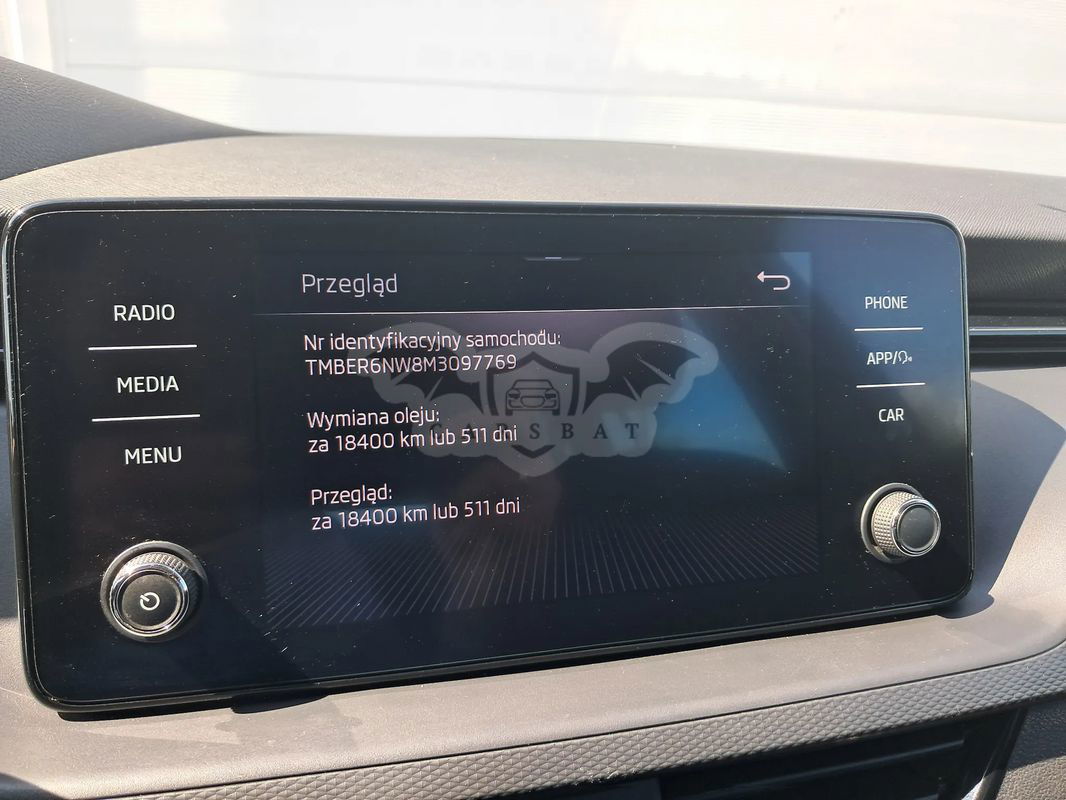 RADIO
MEDIA
MENU
Przegląd
Nr identyfikacyjny samochodu:
TMBER6NW8M3097769
Wymiana oleju:
za 18400 km lub 511 dni
Przegląd:
za 18400 km lub 511 dni
CARSBAT
PHONE
APP/
CAR